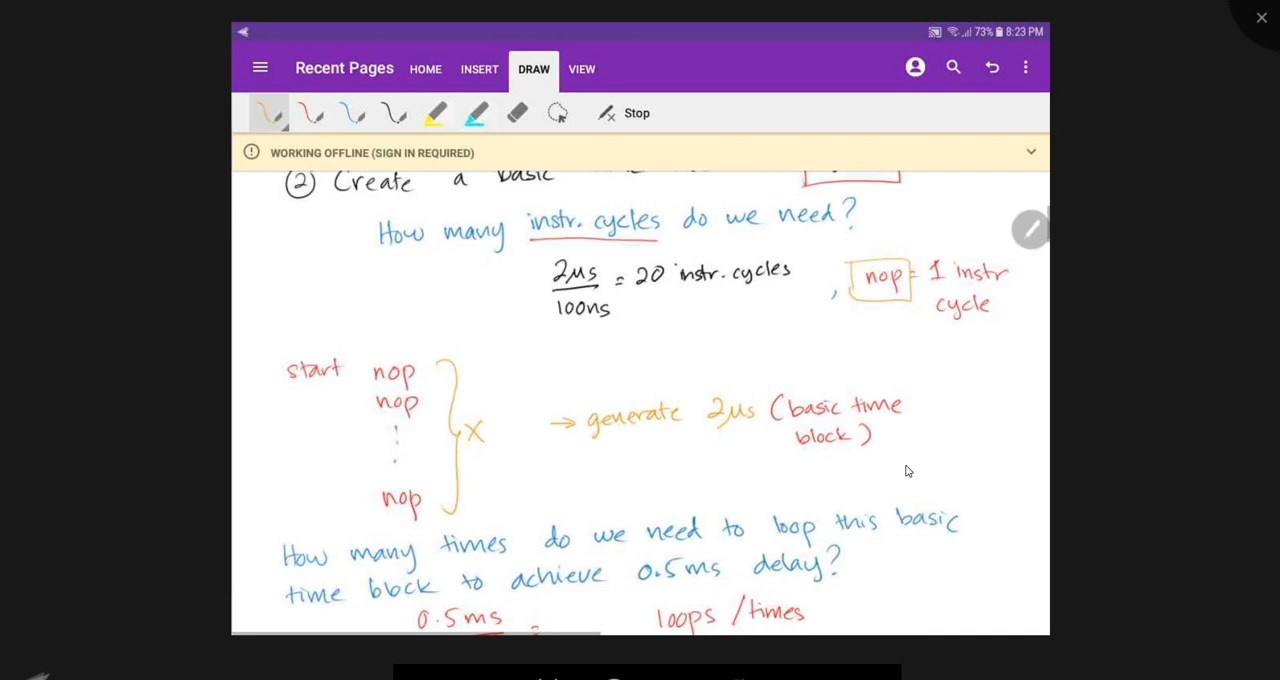 73% 8:23 PM
Recent Pages HOME INSERT DRAW VIEW
Stop
WORKING OFFLINE (SIGN IN REQUIRED)
② Create a basic
How many instr. cycles do we need?
2μs / 100ns = 20 instr. cycles , nop = 1 instr
cycle
start nop
nop
:
.
nop
} X → generate 2μs (basic time
block)
How many times do we need to loop this basic
time block to achieve 0.5ms delay?
0.5ms = loops / times